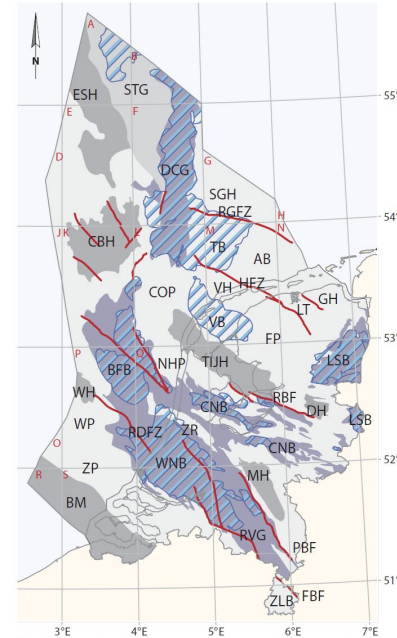 A
B
N
STG
ESH
55°
E
F
D
G
DCG
SGH
RGFZ
H
54°
N
J K
L
M
CBH
TB
AB
COP
VH
HFZ
GH
LT
VB
FP
53°
P
Q
NHP
TIJH
LSB
BFB
WH
RBF
CNB
DH
WP
LSB
RDFZ
ZR
CNB
O
52°
WNB
ZP
R
S
MH
BM
RVG
PBF
51°
FBF
ZLB
3°E
4°E
5°E
6°E
7°E